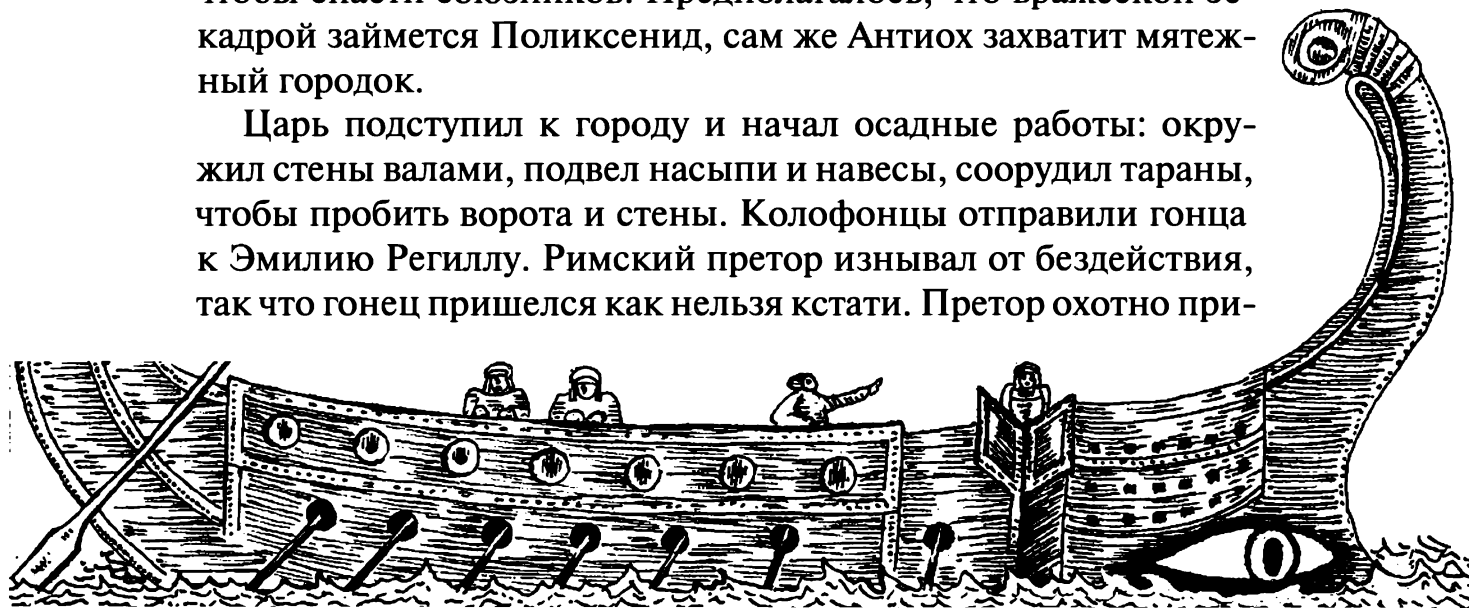 кадрой займется Поликсенид, сам же Антиох захватит мятеж-
ный городок.
Царь подступил к городу и начал осадные работы: окру-
жил стены валами, подвел насыпи и навесы, соорудил тараны,
чтобы пробить ворота и стены. Колофонцы отправили гонца
к Эмилию Региллу. Римский претор изнывал от бездействия,
так что гонец пришелся как нельзя кстати. Претор охотно при-